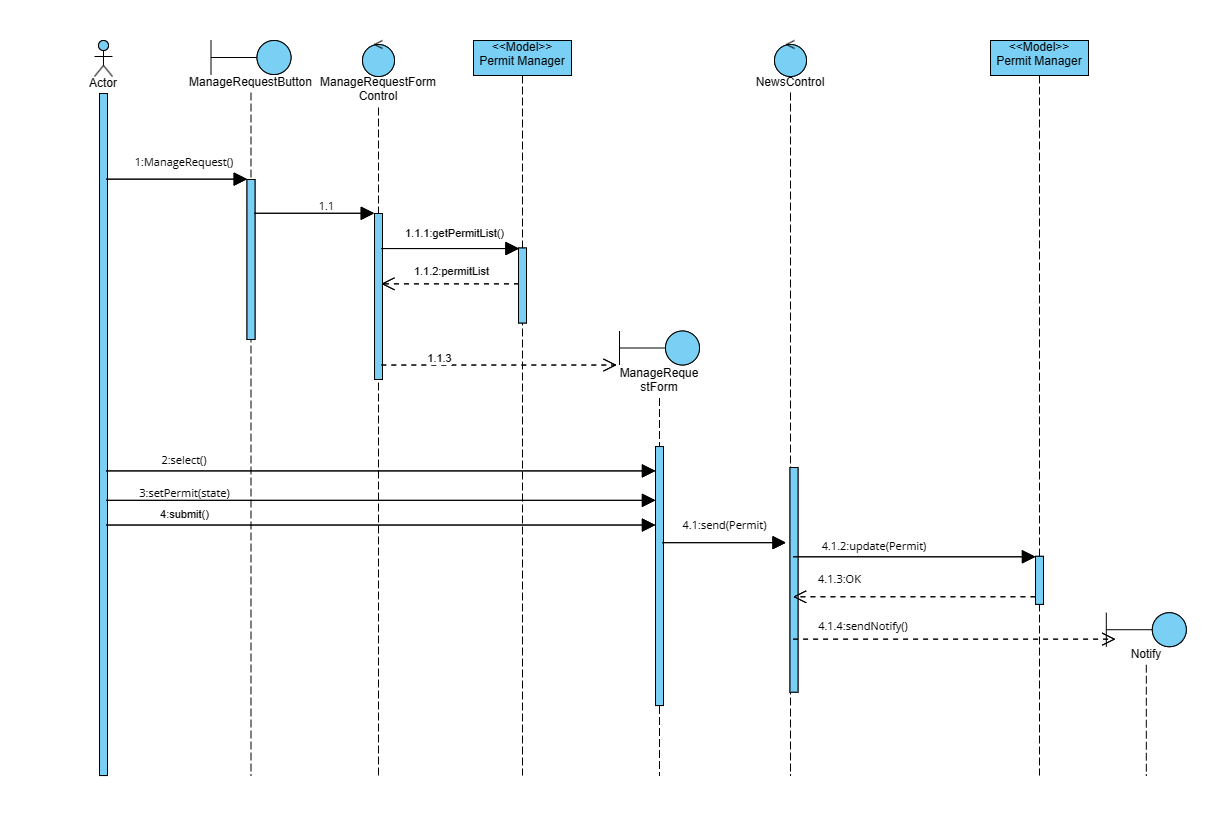 <<Model>>
Permit Manager
<<Model>>
Permit Manager
Actor
ManageRequestButton
ManageRequestForm
Control
NewsControl
1:ManageRequest()
1.1
1.1.1:getPermitList()
1.1.2:permitList
1.1.3
ManageReque
stForm
2:select()
3:setPermit(state)
4:submit()
4.1:send(Permit)
4.1.2:update(Permit)
4.1.3:OK
4.1.4:sendNotify()
Notify